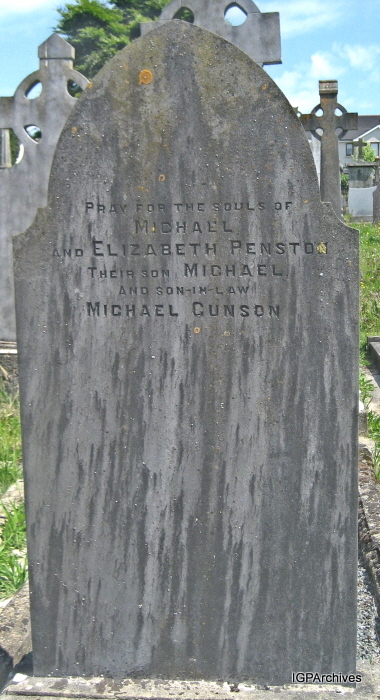 PRAY FOR THE SOULS OF
MICHAEL
AND ELIZABETH PENSTON
THEIR SON MICHAEL
AND SON-IN-LAW
MICHAEL GUNSON
IGPArchives